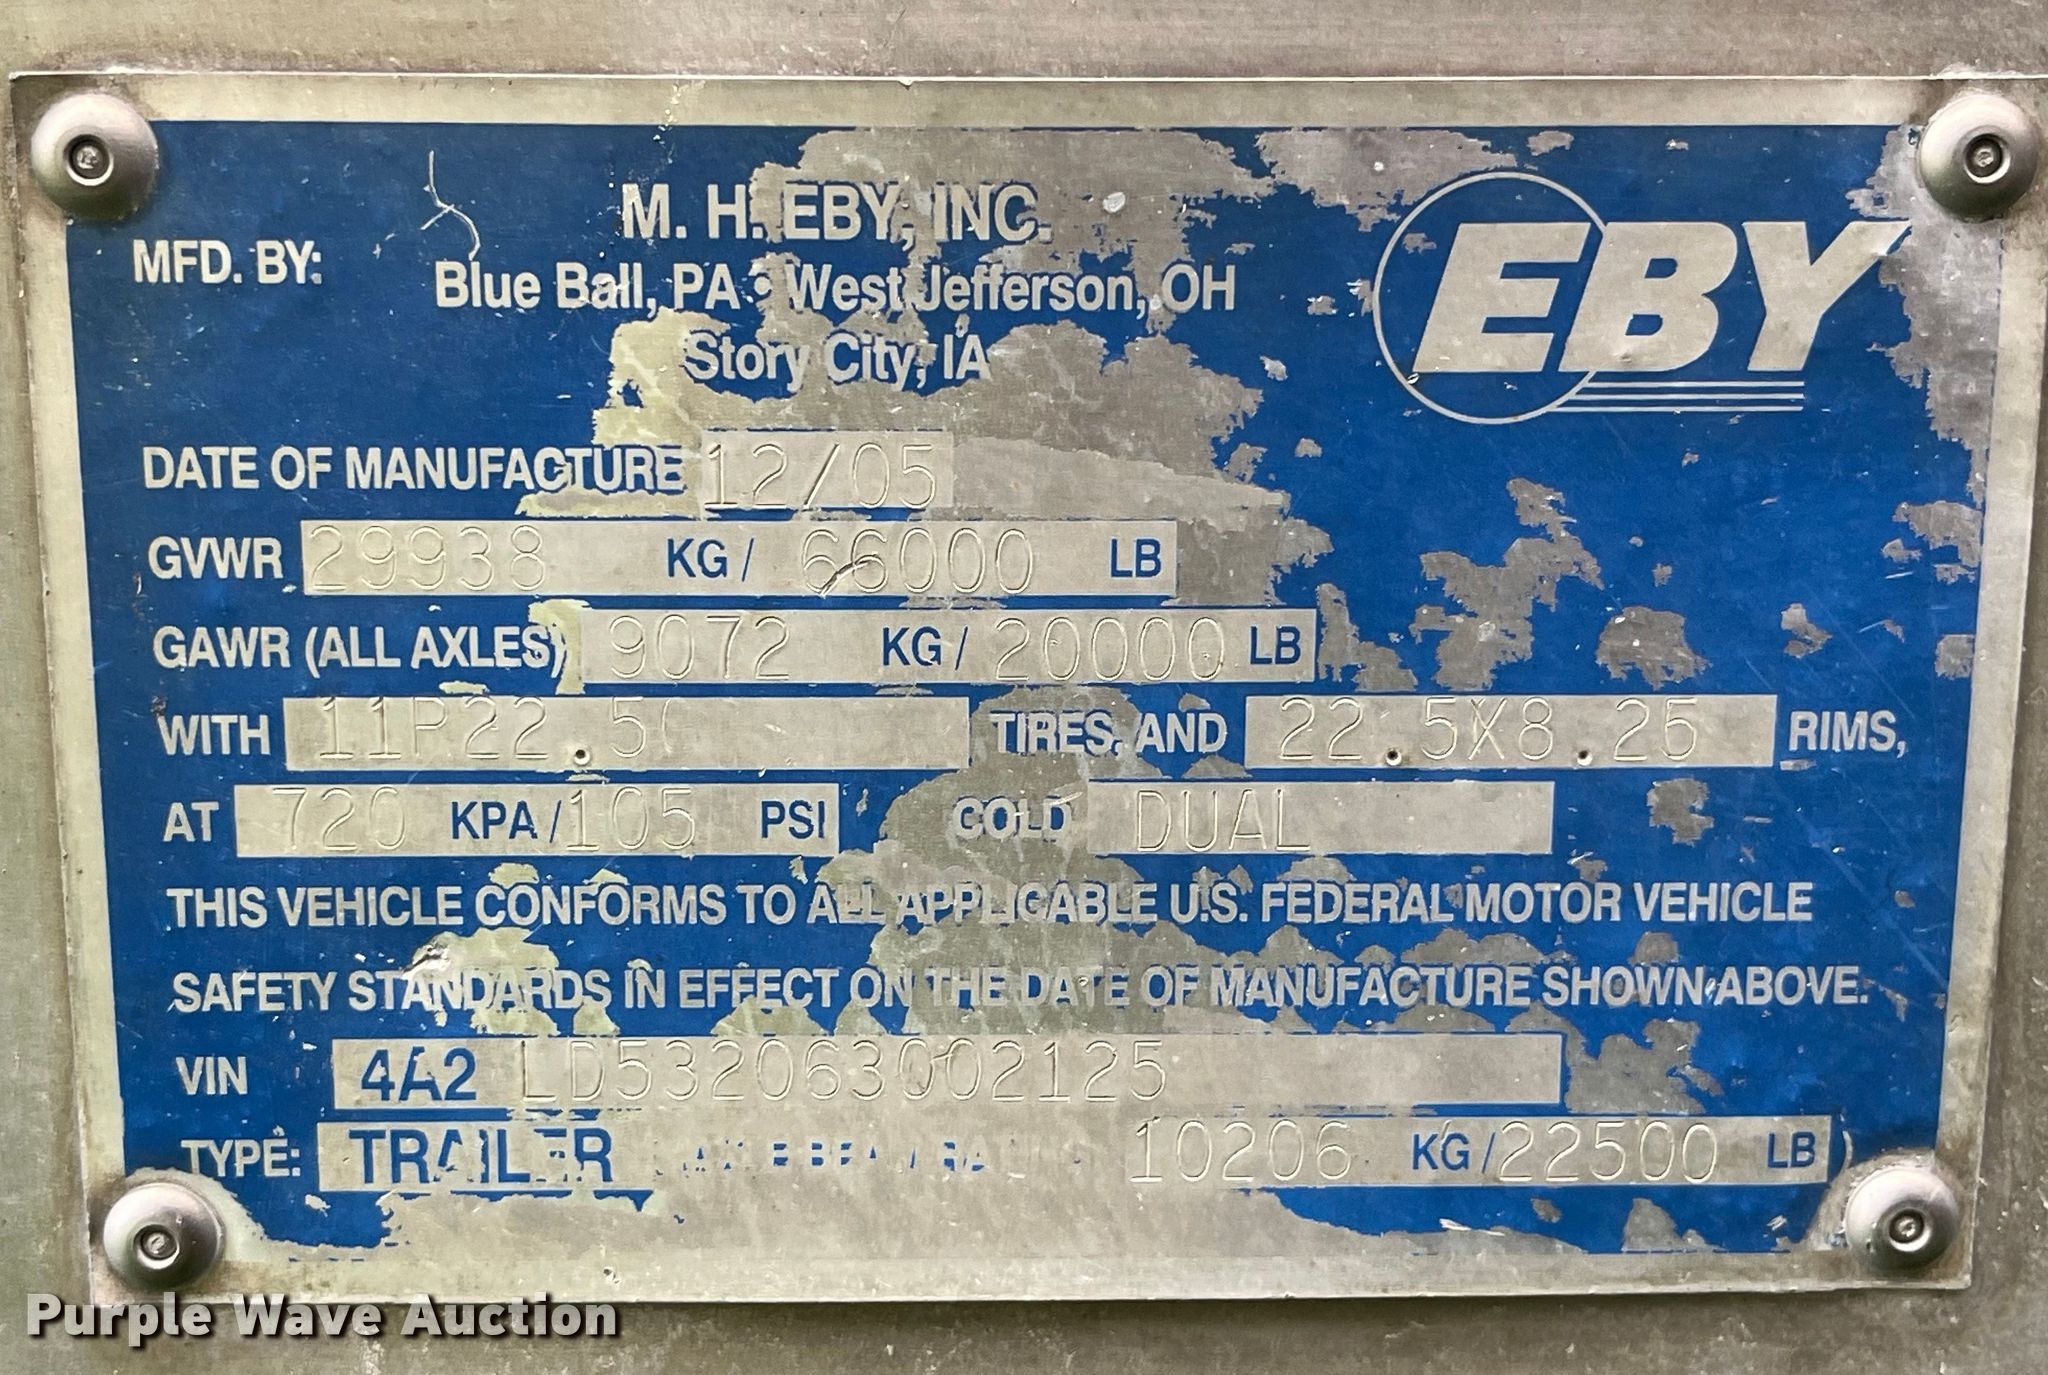 M. H. EBY, INC.
MFD. BY:
Blue Ball, PA • West Jefferson, OH
Story City, IA
EBY
DATE OF MANUFACTURE 12/05
GVWR 29938 KG/ 66000 LB
GAWR (ALL AXLES) 9072 KG/ 20000 LB
WITH 11R22.5G TIRES, AND 22.5X8.25 RIMS,
AT 720 KPA/105 PSI COLD DUAL
THIS VEHICLE CONFORMS TO ALL APPLICABLE U.S. FEDERAL MOTOR VEHICLE
SAFETY STANDARDS IN EFFECT ON THE DATE OF MANUFACTURE SHOWN ABOVE.
VIN 4A2 LD532063002125
TYPE: TRAILER 10206 KG/22500 LB )
Purple Wave Auction